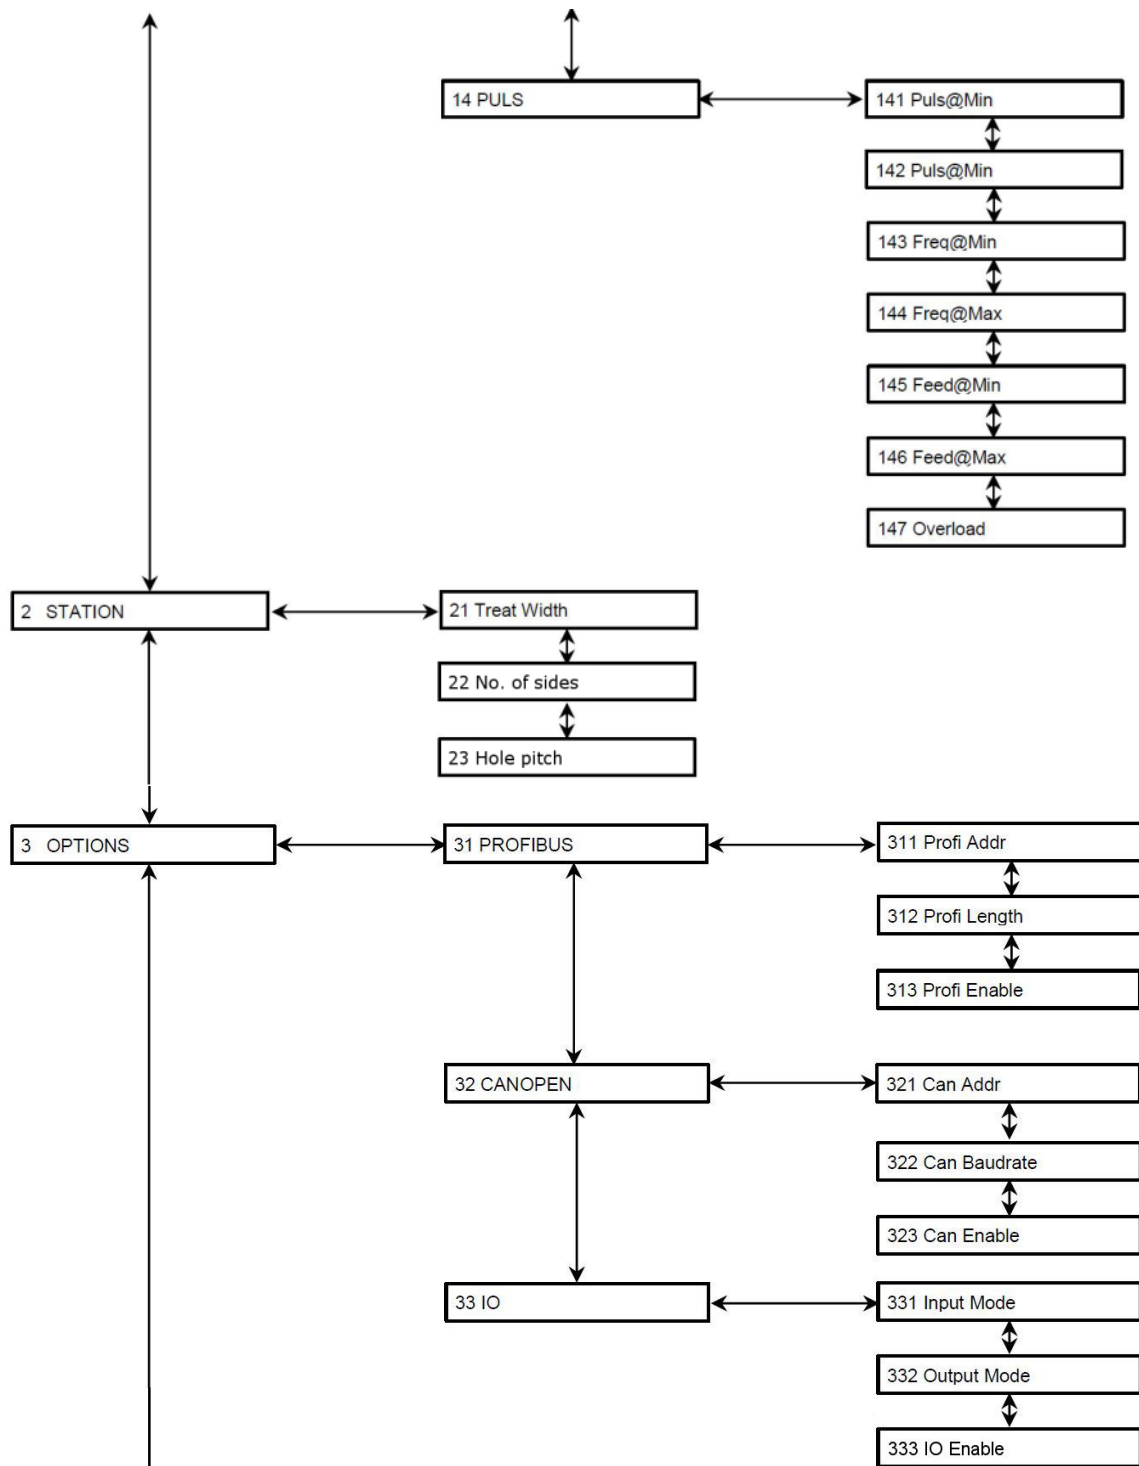 14 PULS
141 Puls@Min
142 Puls@Min
143 Freq@Min
144 Freq@Max
145 Feed@Min
146 Feed@Max
147 Overload
2 STATION
21 Treat Width
22 No. of sides
23 Hole pitch
3 OPTIONS
31 PROFIBUS
311 Profi Addr
312 Profi Length
313 Profi Enable
32 CANOPEN
321 Can Addr
322 Can Baudrate
323 Can Enable
33 IO
331 Input Mode
332 Output Mode
333 IO Enable